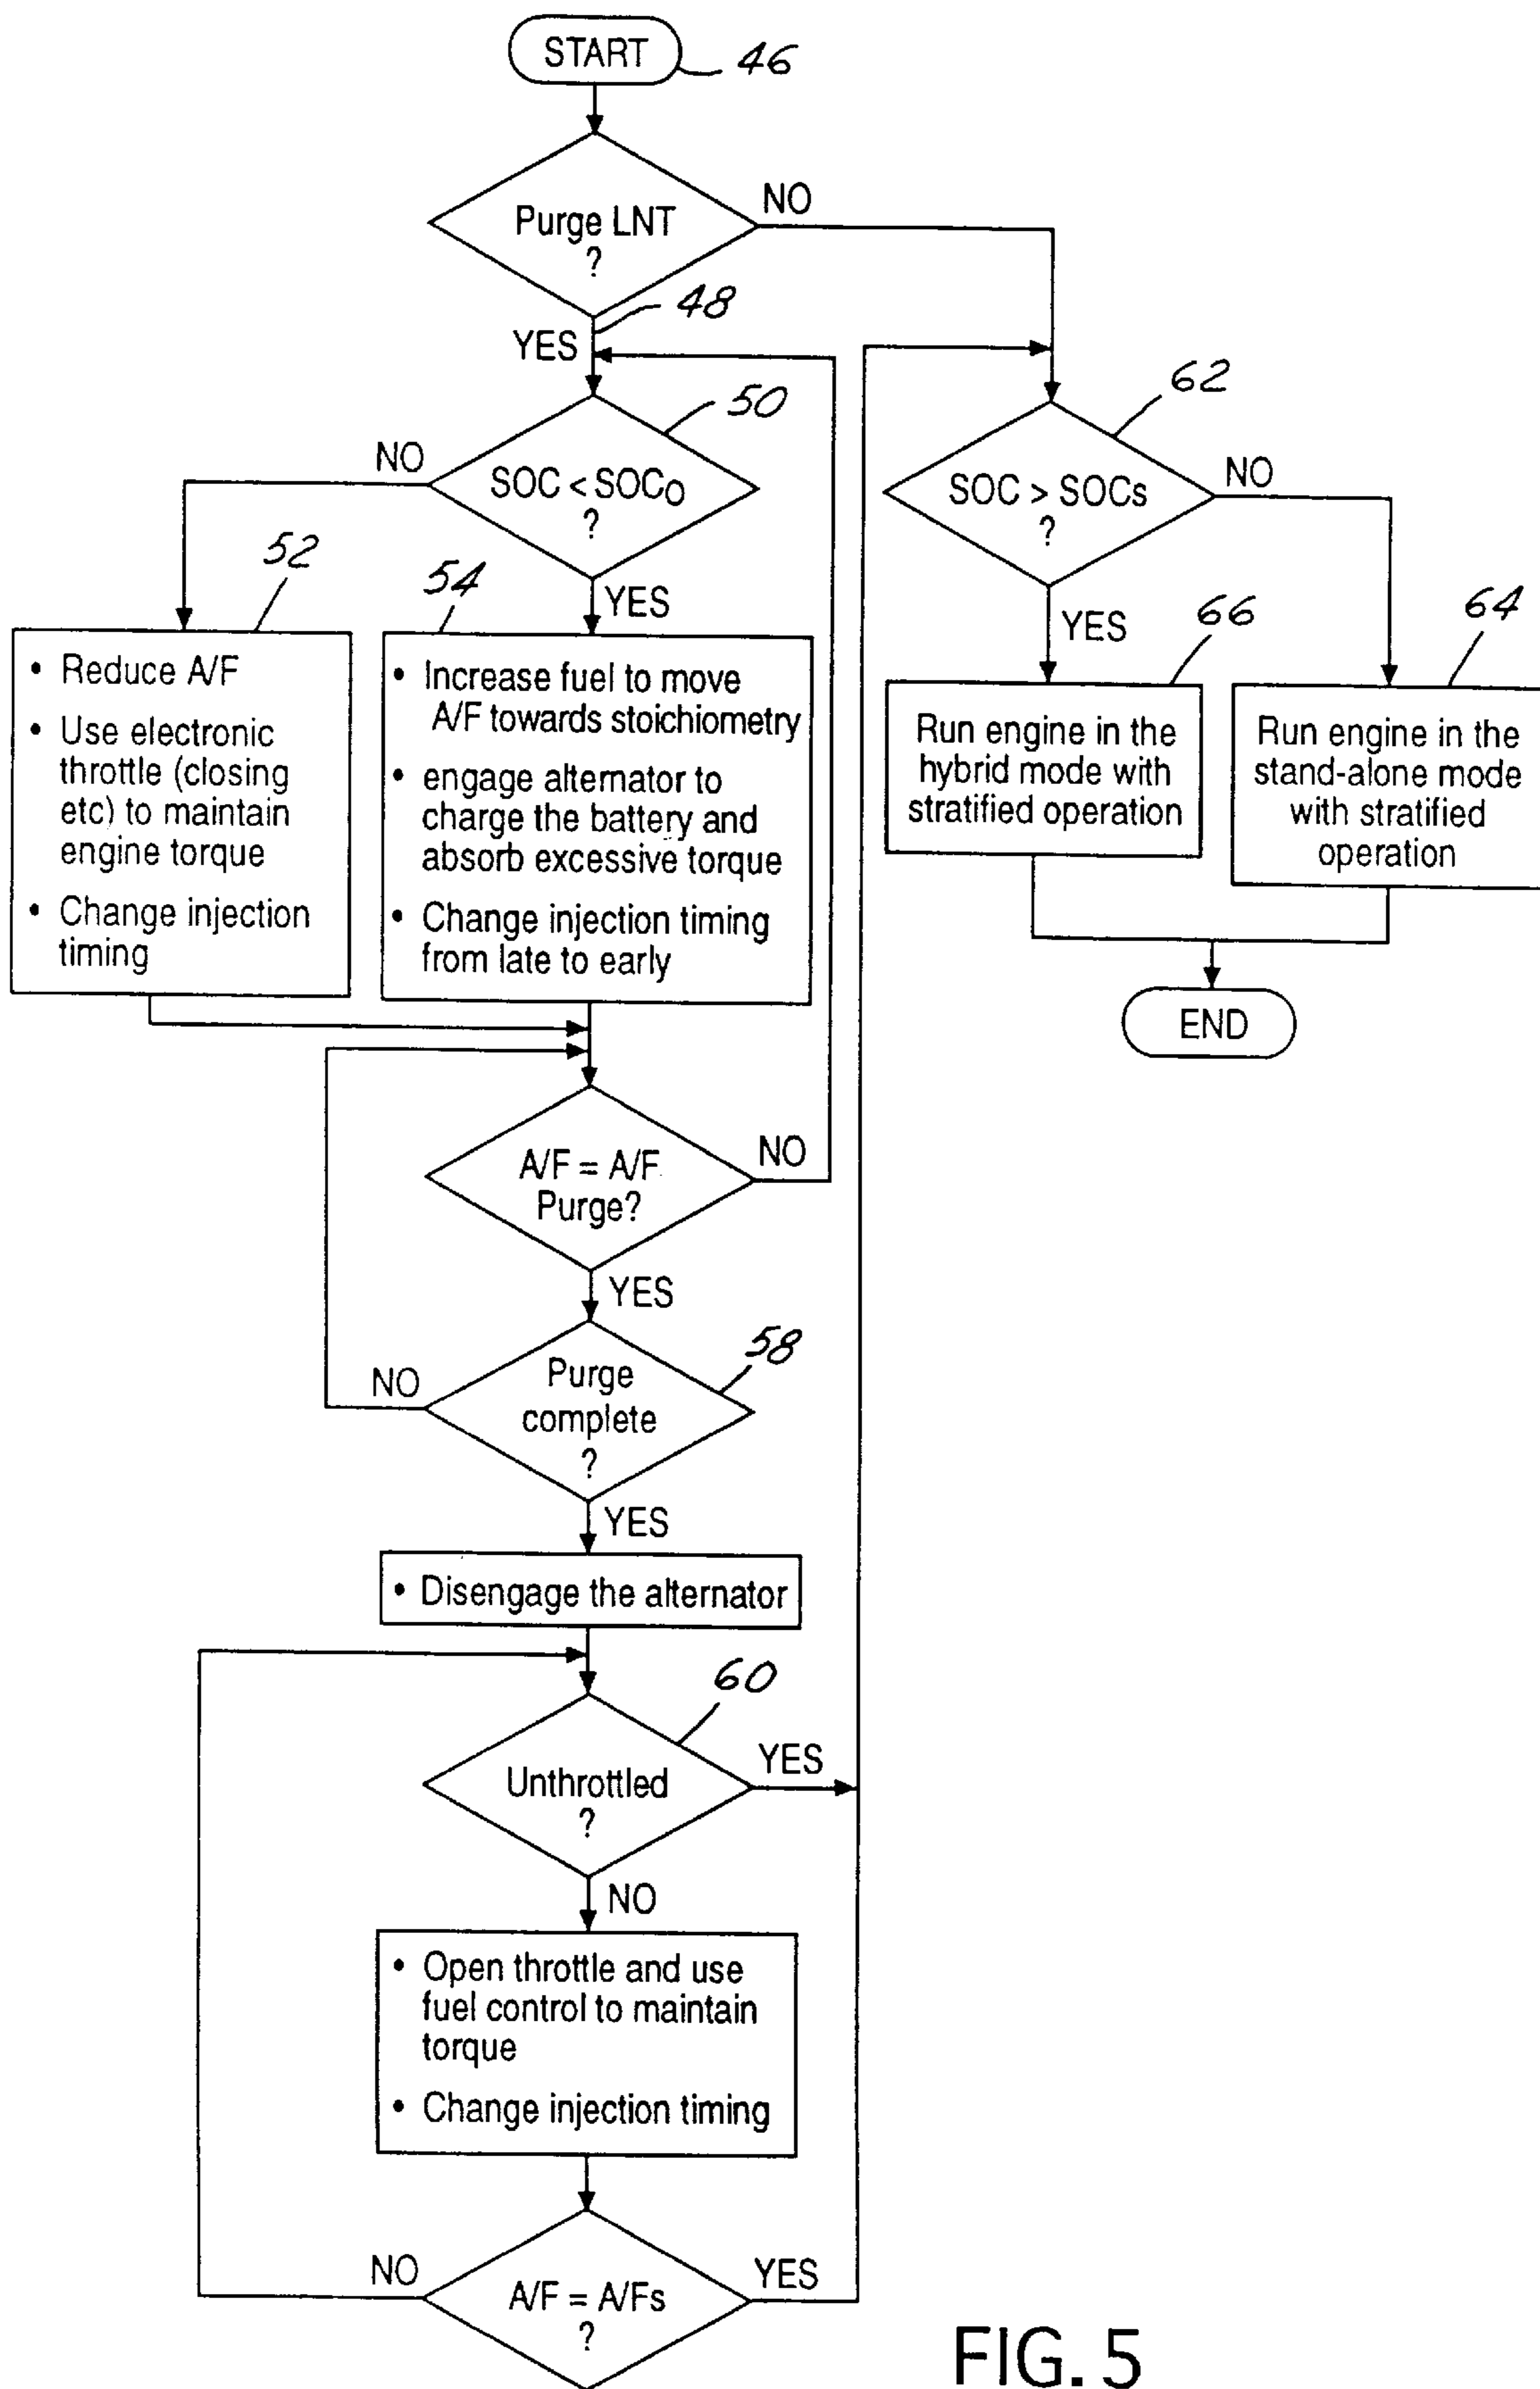 START
46
Purge LNT
?
NO
48
YES
50
62
NO
SOC < SOCO
?
SOC > SOCs
?
NO
52
54
YES
YES
66
64
• Reduce A/F
• Use electronic
throttle (closing
etc) to maintain
engine torque
• Change injection
timing
• Increase fuel to move
A/F towards stoichiometry
• engage alternator to
charge the battery and
absorb excessive torque
• Change injection timing
from late to early
Run engine in the
hybrid mode with
stratified operation
Run engine in the
stand-alone mode
with stratified
operation
END
A/F = A/F
Purge?
NO
YES
58
Purge
complete
?
NO
YES
• Disengage the alternator
60
Unthrottled
?
YES
NO
• Open throttle and use
fuel control to maintain
torque
• Change injection timing
NO
A/F = A/Fs
?
YES
FIG. 5